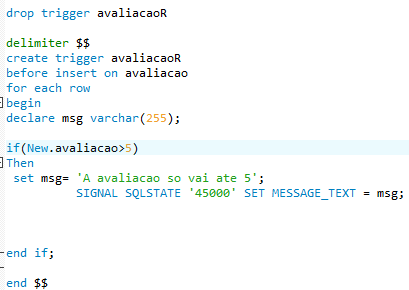 drop trigger avaliacaoR
delimiter $$
create trigger avaliacaoR
before insert on avaliacao
for each row
begin
declare msg varchar(255);
if(New.avaliacao>5)
Then
set msg= 'A avaliacao so vai ate 5';
SIGNAL SQLSTATE '45000' SET MESSAGE_TEXT = msg;
end if;
end $$